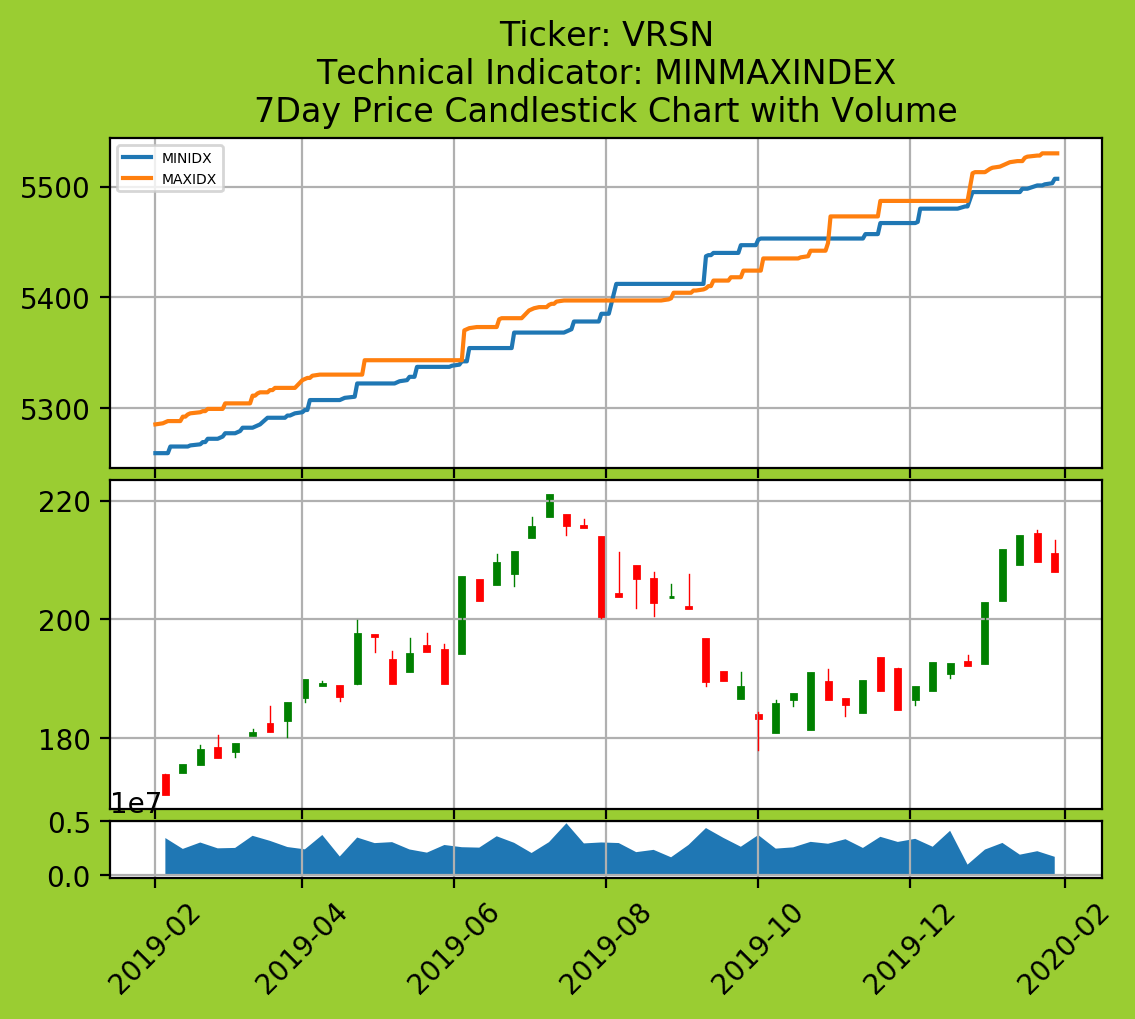 Ticker: VRSN
Technical Indicator: MINMAXINDEX
7Day Price Candlestick Chart with Volume
MINIDX
MAXIDX
5500
5400
5300
220
200
180
1e7
0.5
0.0
2019-02
2019-04
2019-06
2019-08
2019-10
2019-12
2020-02